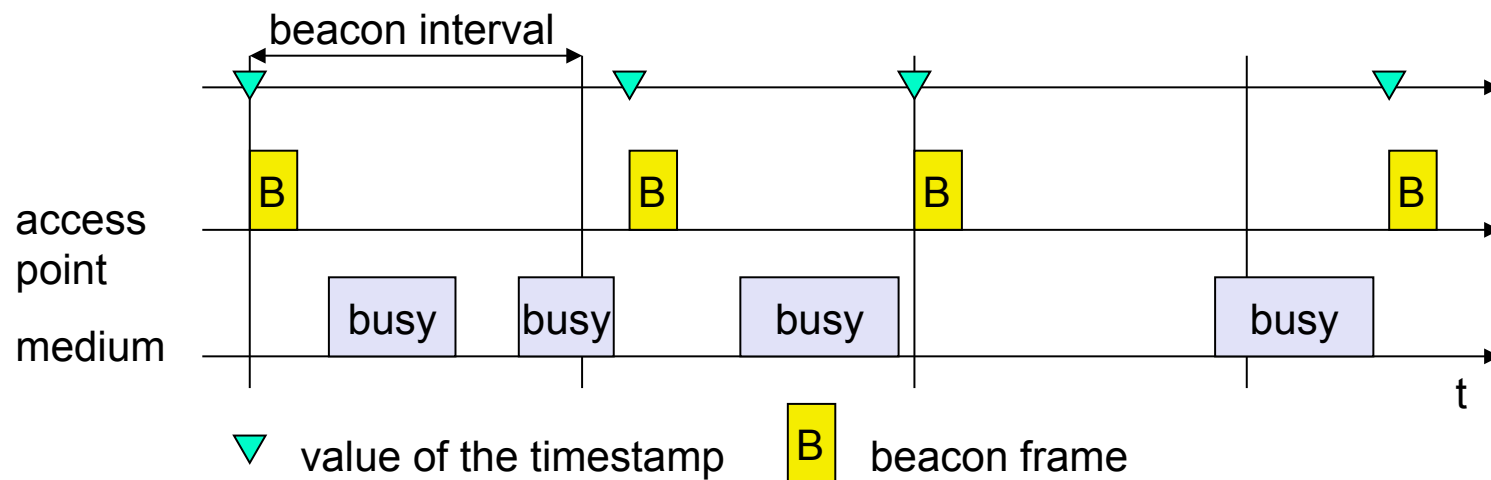 beacon interval
B B B B
access
point
busy busy busy busy
medium
t
value of the timestamp B beacon frame